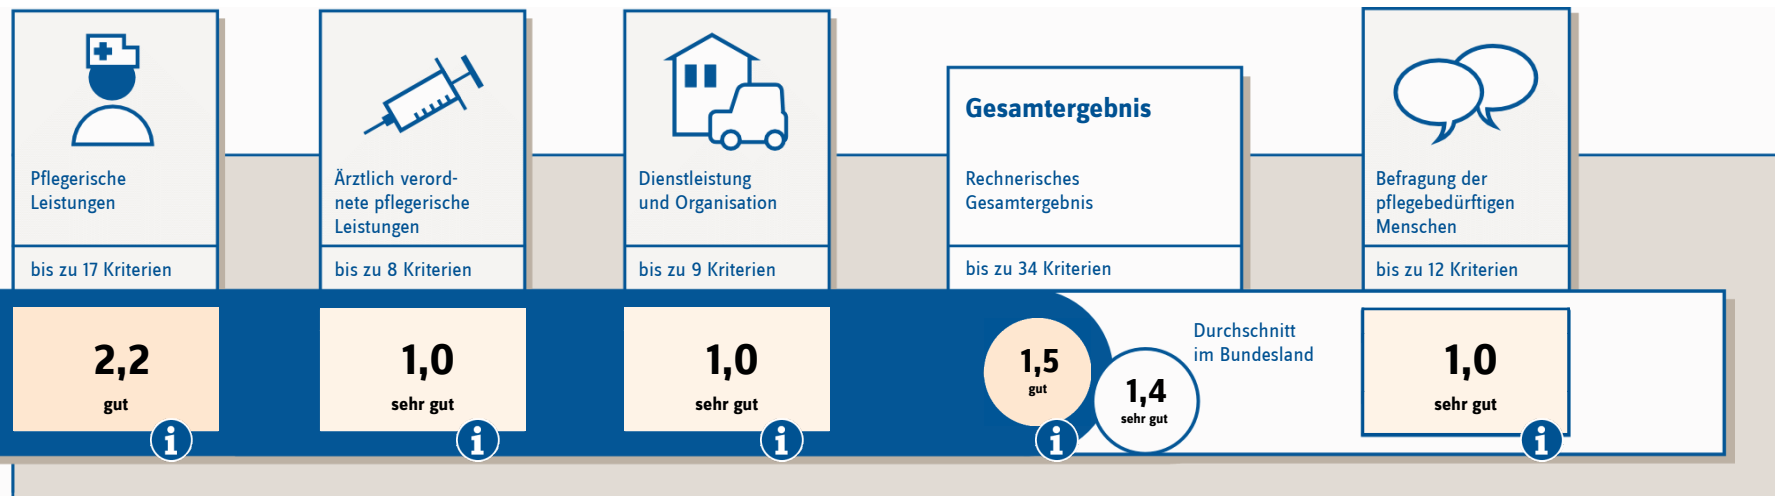 Pflegerische
Leistungen
bis zu 17 Kriterien
2,2
gut
Ärztlich verord-
nete pflegerische
Leistungen
bis zu 8 Kriterien
1,0
sehr gut
Dienstleistung
und Organisation
bis zu 9 Kriterien
1,0
sehr gut
Gesamtergebnis
Rechnerisches
Gesamtergebnis
bis zu 34 Kriterien
1,5
gut
1,4
sehr gut
Durchschnitt
im Bundesland
Befragung der
pflegebedürftigen
Menschen
bis zu 12 Kriterien
1,0
sehr gut